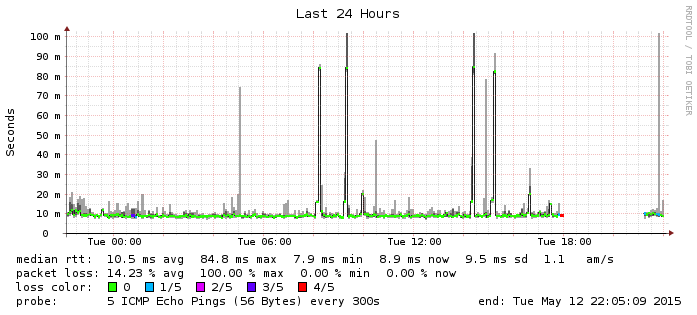 Last 24 Hours
RRDTOOL / TOBI OETIKER
Seconds
100 m
90 m
80 m
70 m
60 m
50 m
40 m
30 m
20 m
10 m
0
Tue 00:00 Tue 06:00 Tue 12:00 Tue 18:00
median rtt: 10.5 ms avg 84.8 ms max 7.9 ms min 8.9 ms now 9.5 ms sd 1.1 am/s
packet loss: 14.23 % avg 100.00 % max 0.00 % min 0.00 % now
loss color: 0 1/5 2/5 3/5 4/5
probe: 5 ICMP Echo Pings (56 Bytes) every 300s end: Tue May 12 22:05:09 2015